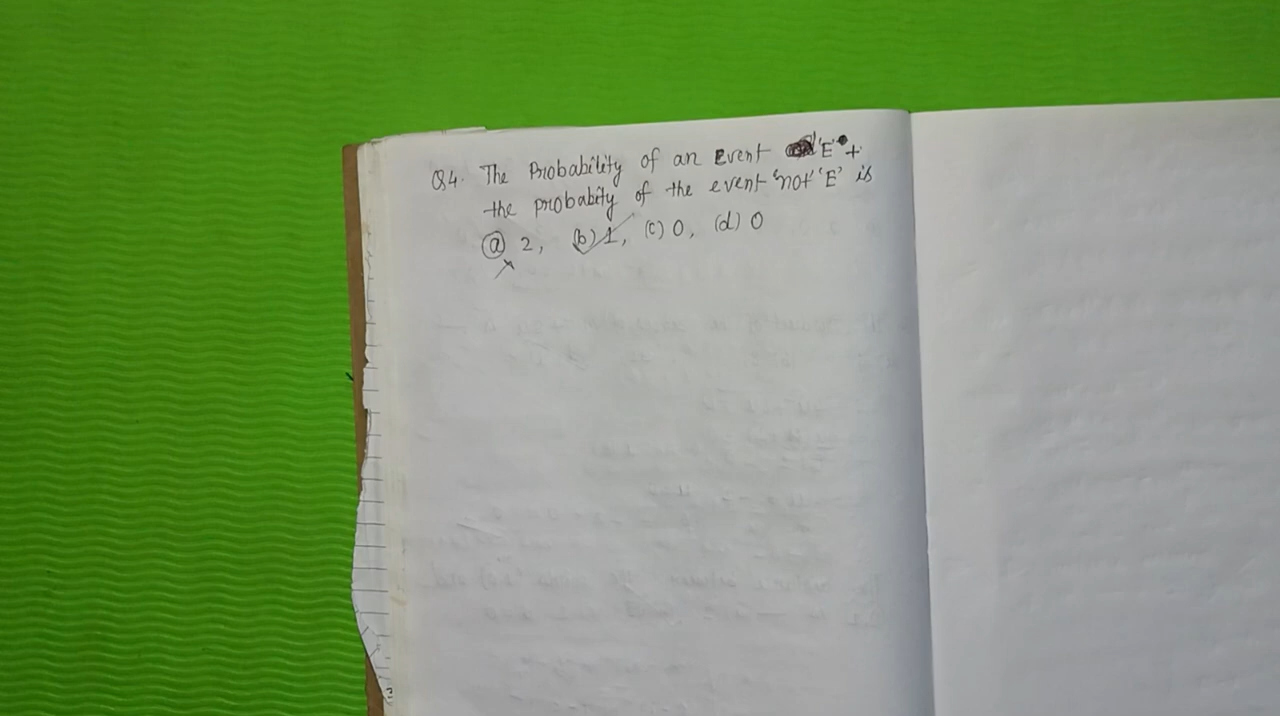 Q4. The Probability of an Event 'E' +
the probabity of the event 'not 'E' is
(a) 2, (b) 1, (c) 0, (d) 0